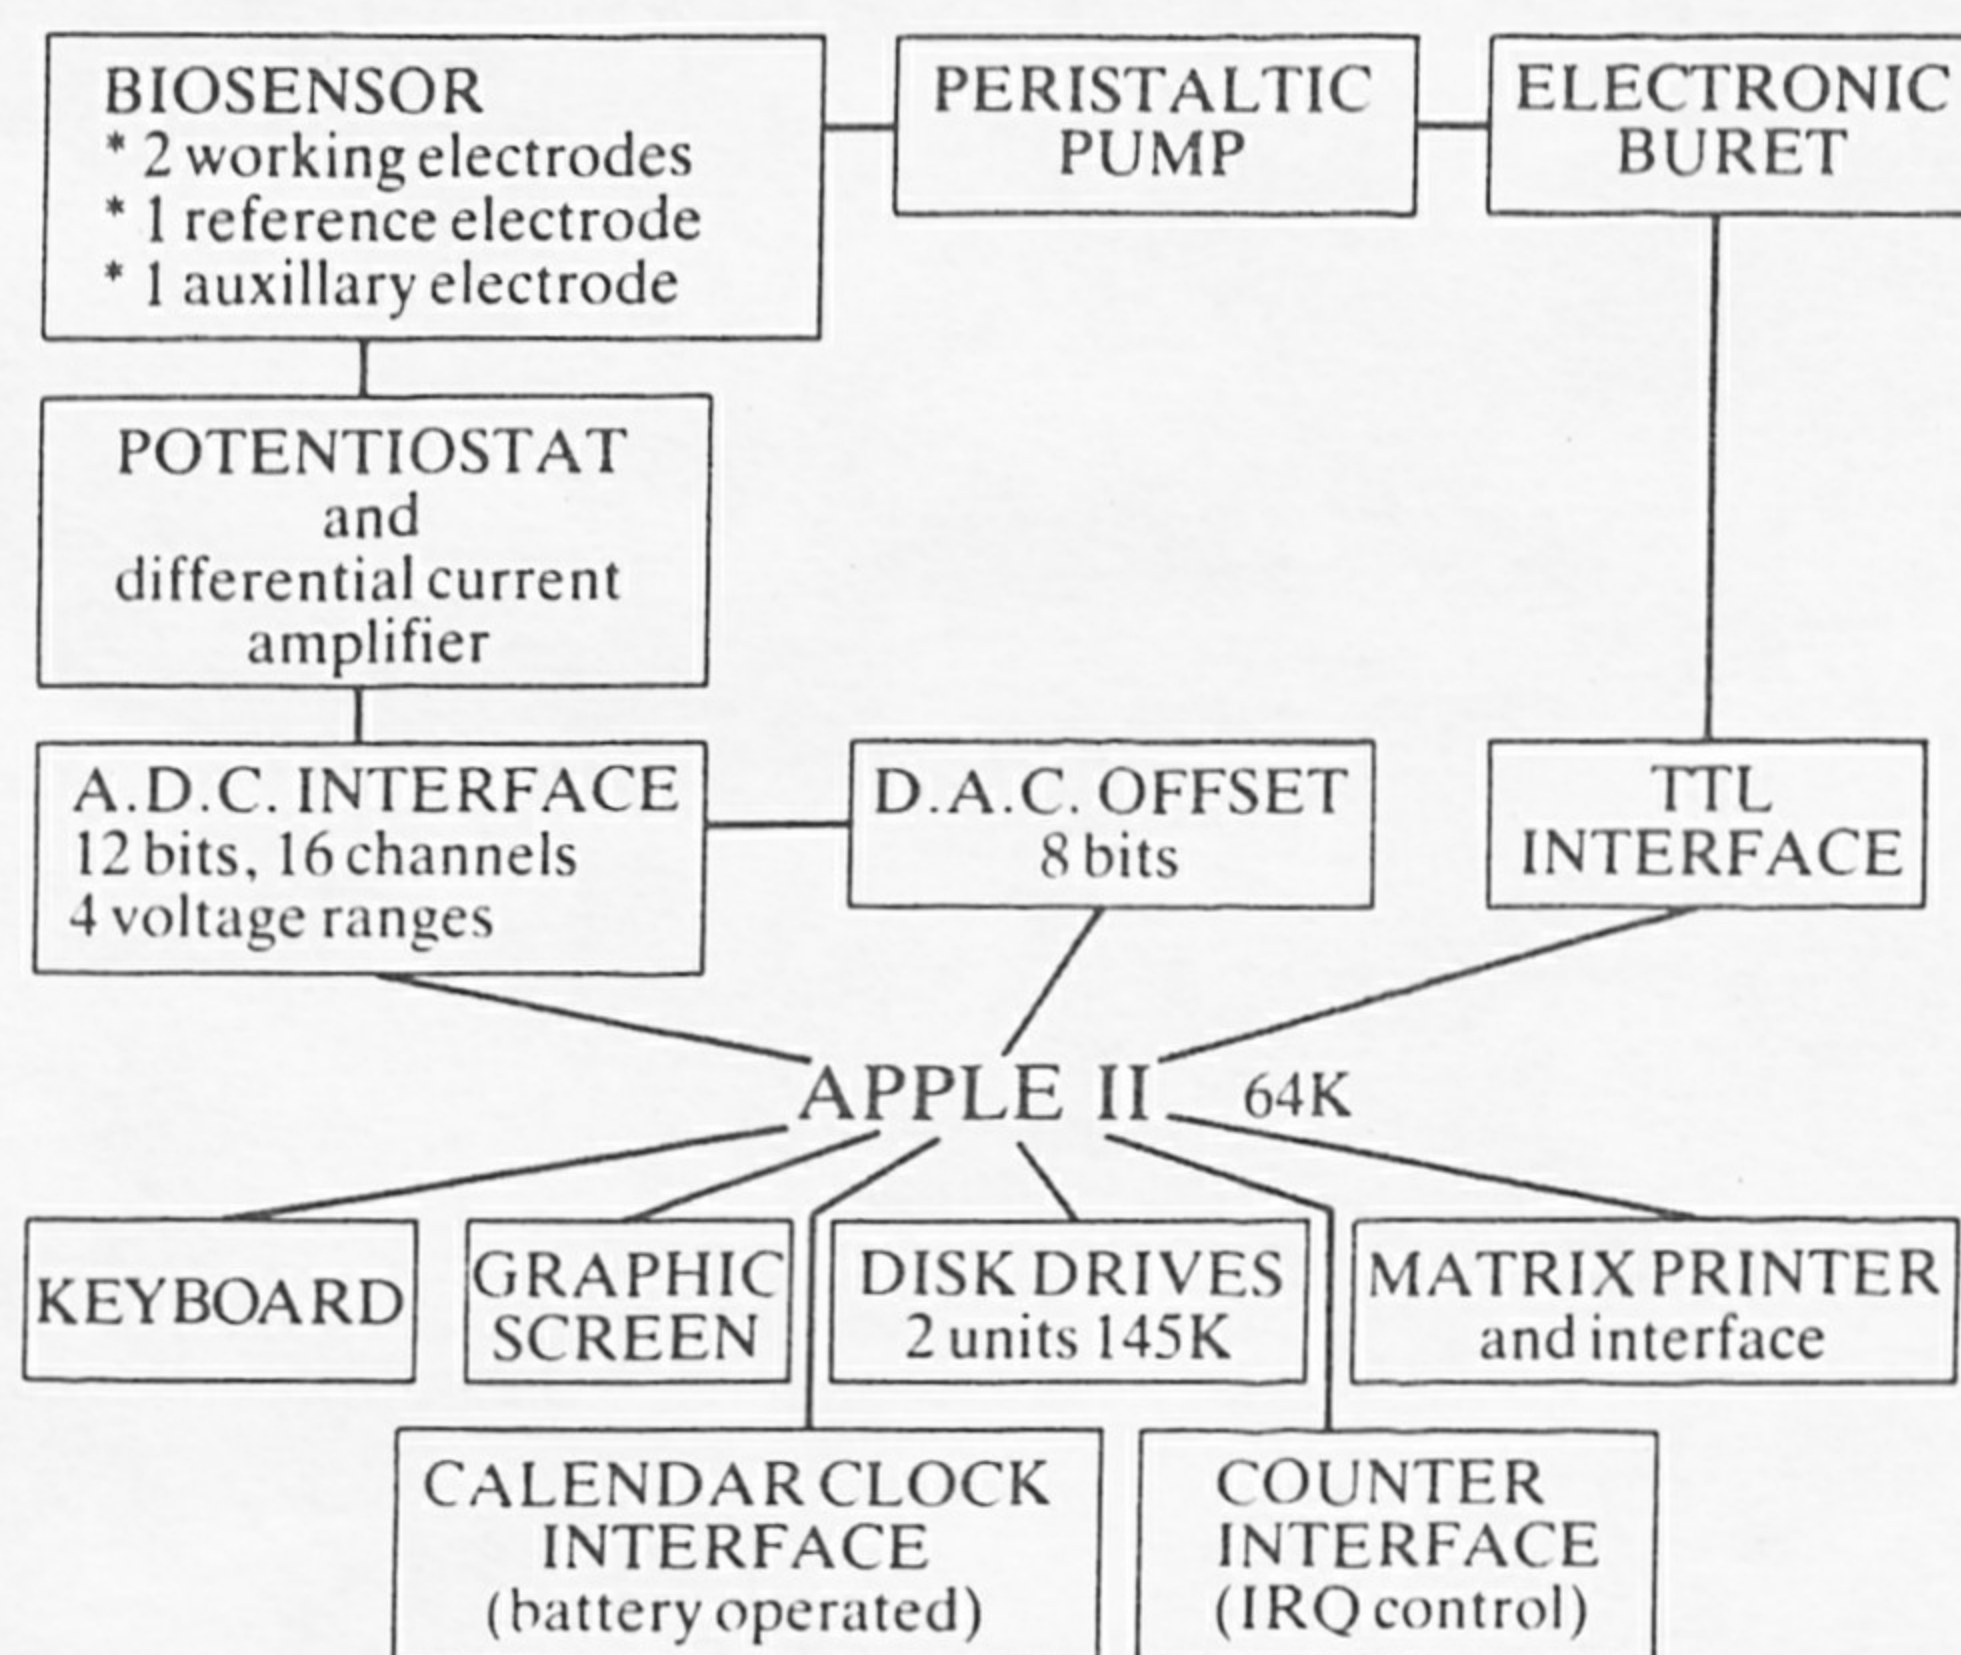 BIOSENSOR
* 2 working electrodes
* 1 reference electrode
* 1 auxillary electrode
PERISTALTIC
PUMP
ELECTRONIC
BURET
POTENTIOSTAT
and
differential current
amplifier
A.D.C. INTERFACE
12 bits, 16 channels
4 voltage ranges
D.A.C. OFFSET
8 bits
TTL
INTERFACE
APPLE II 64K
KEYBOARD
GRAPHIC
SCREEN
DISK DRIVES
2 units 145K
MATRIX PRINTER
and interface
CALENDAR CLOCK
INTERFACE
(battery operated)
COUNTER
INTERFACE
(IRQ control)